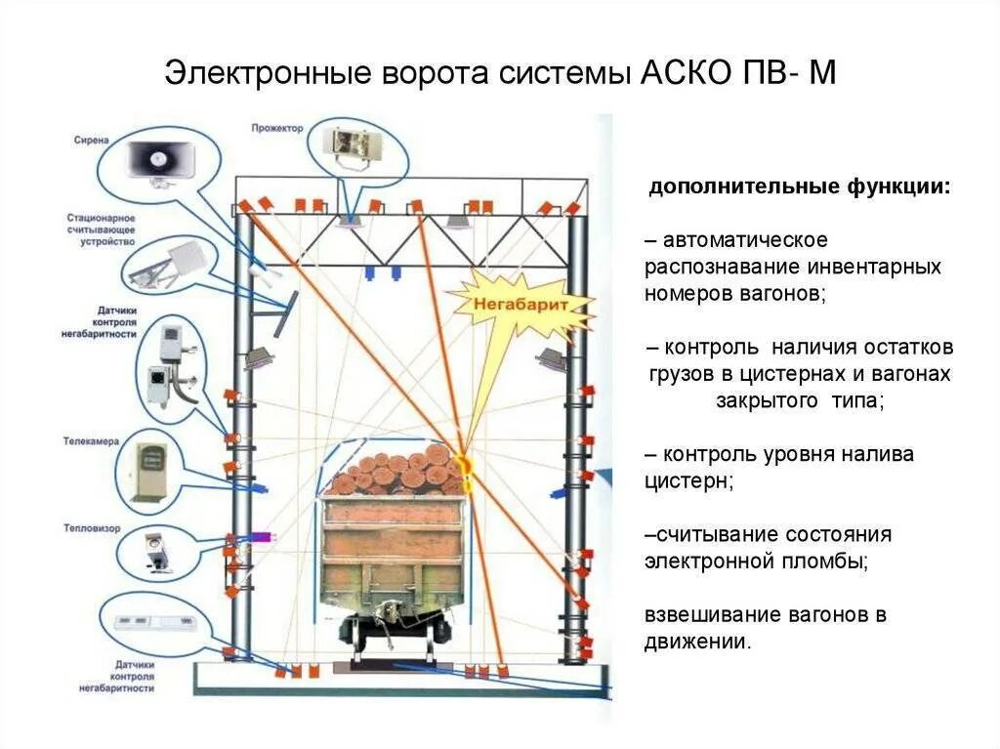 Электронные ворота системы АСКО ПВ- М
Сирена
Прожектор
Стационарное
считывающее
устройство
Датчики
контроля
негабаритности
Телекамера
Тепловизор
Датчики
контроля
негабаритности
Негабарит
дополнительные функции:
– автоматическое
распознавание инвентарных
номеров вагонов;
– контроль наличия остатков
грузов в цистернах и вагонах
закрытого типа;
– контроль уровня налива
цистерн;
–считывание состояния
электронной пломбы;
взвешивание вагонов в
движении.